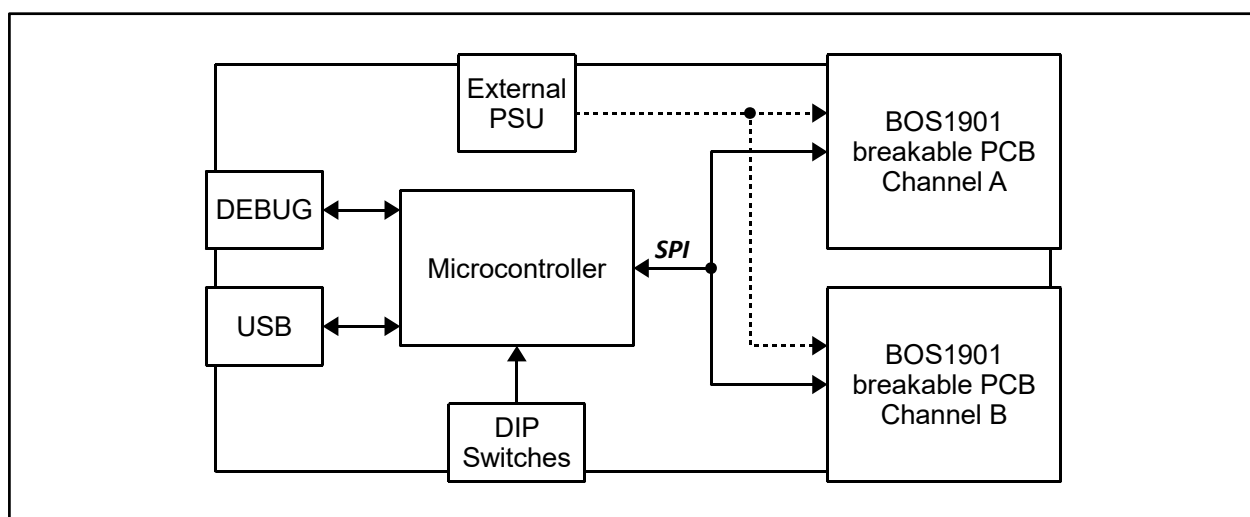 External
PSU
BOS1901
breakable PCB
Channel A
DEBUG
SPI
Microcontroller
USB
BOS1901
breakable PCB
Channel B
DIP
Switches